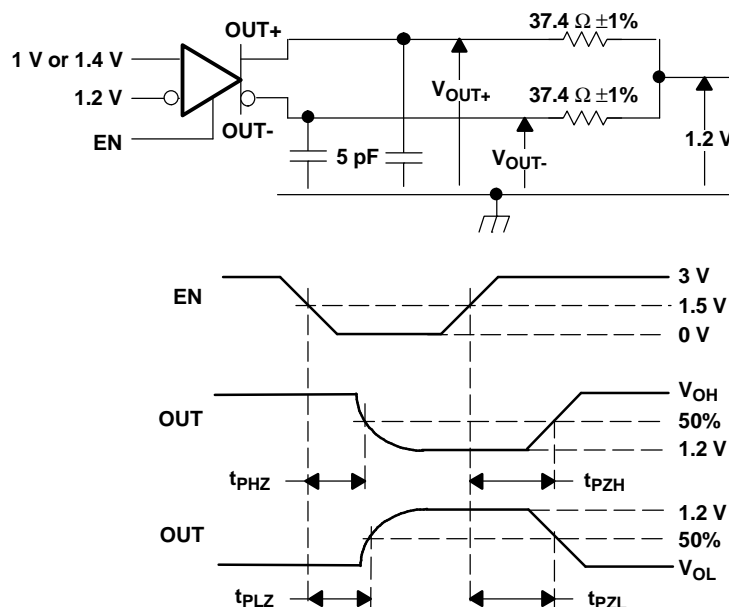 OUT+
37.4 Ω ±1%
1 V or 1.4 V
VOUT+
37.4 Ω ±1%
1.2 V
EN
OUT-
5 pF
VOUT-
1.2 V
EN
3 V
1.5 V
0 V
OUT
VOH
50%
1.2 V
tPHZ
tPZH
OUT
1.2 V
50%
VOL
tPLZ
tPZL